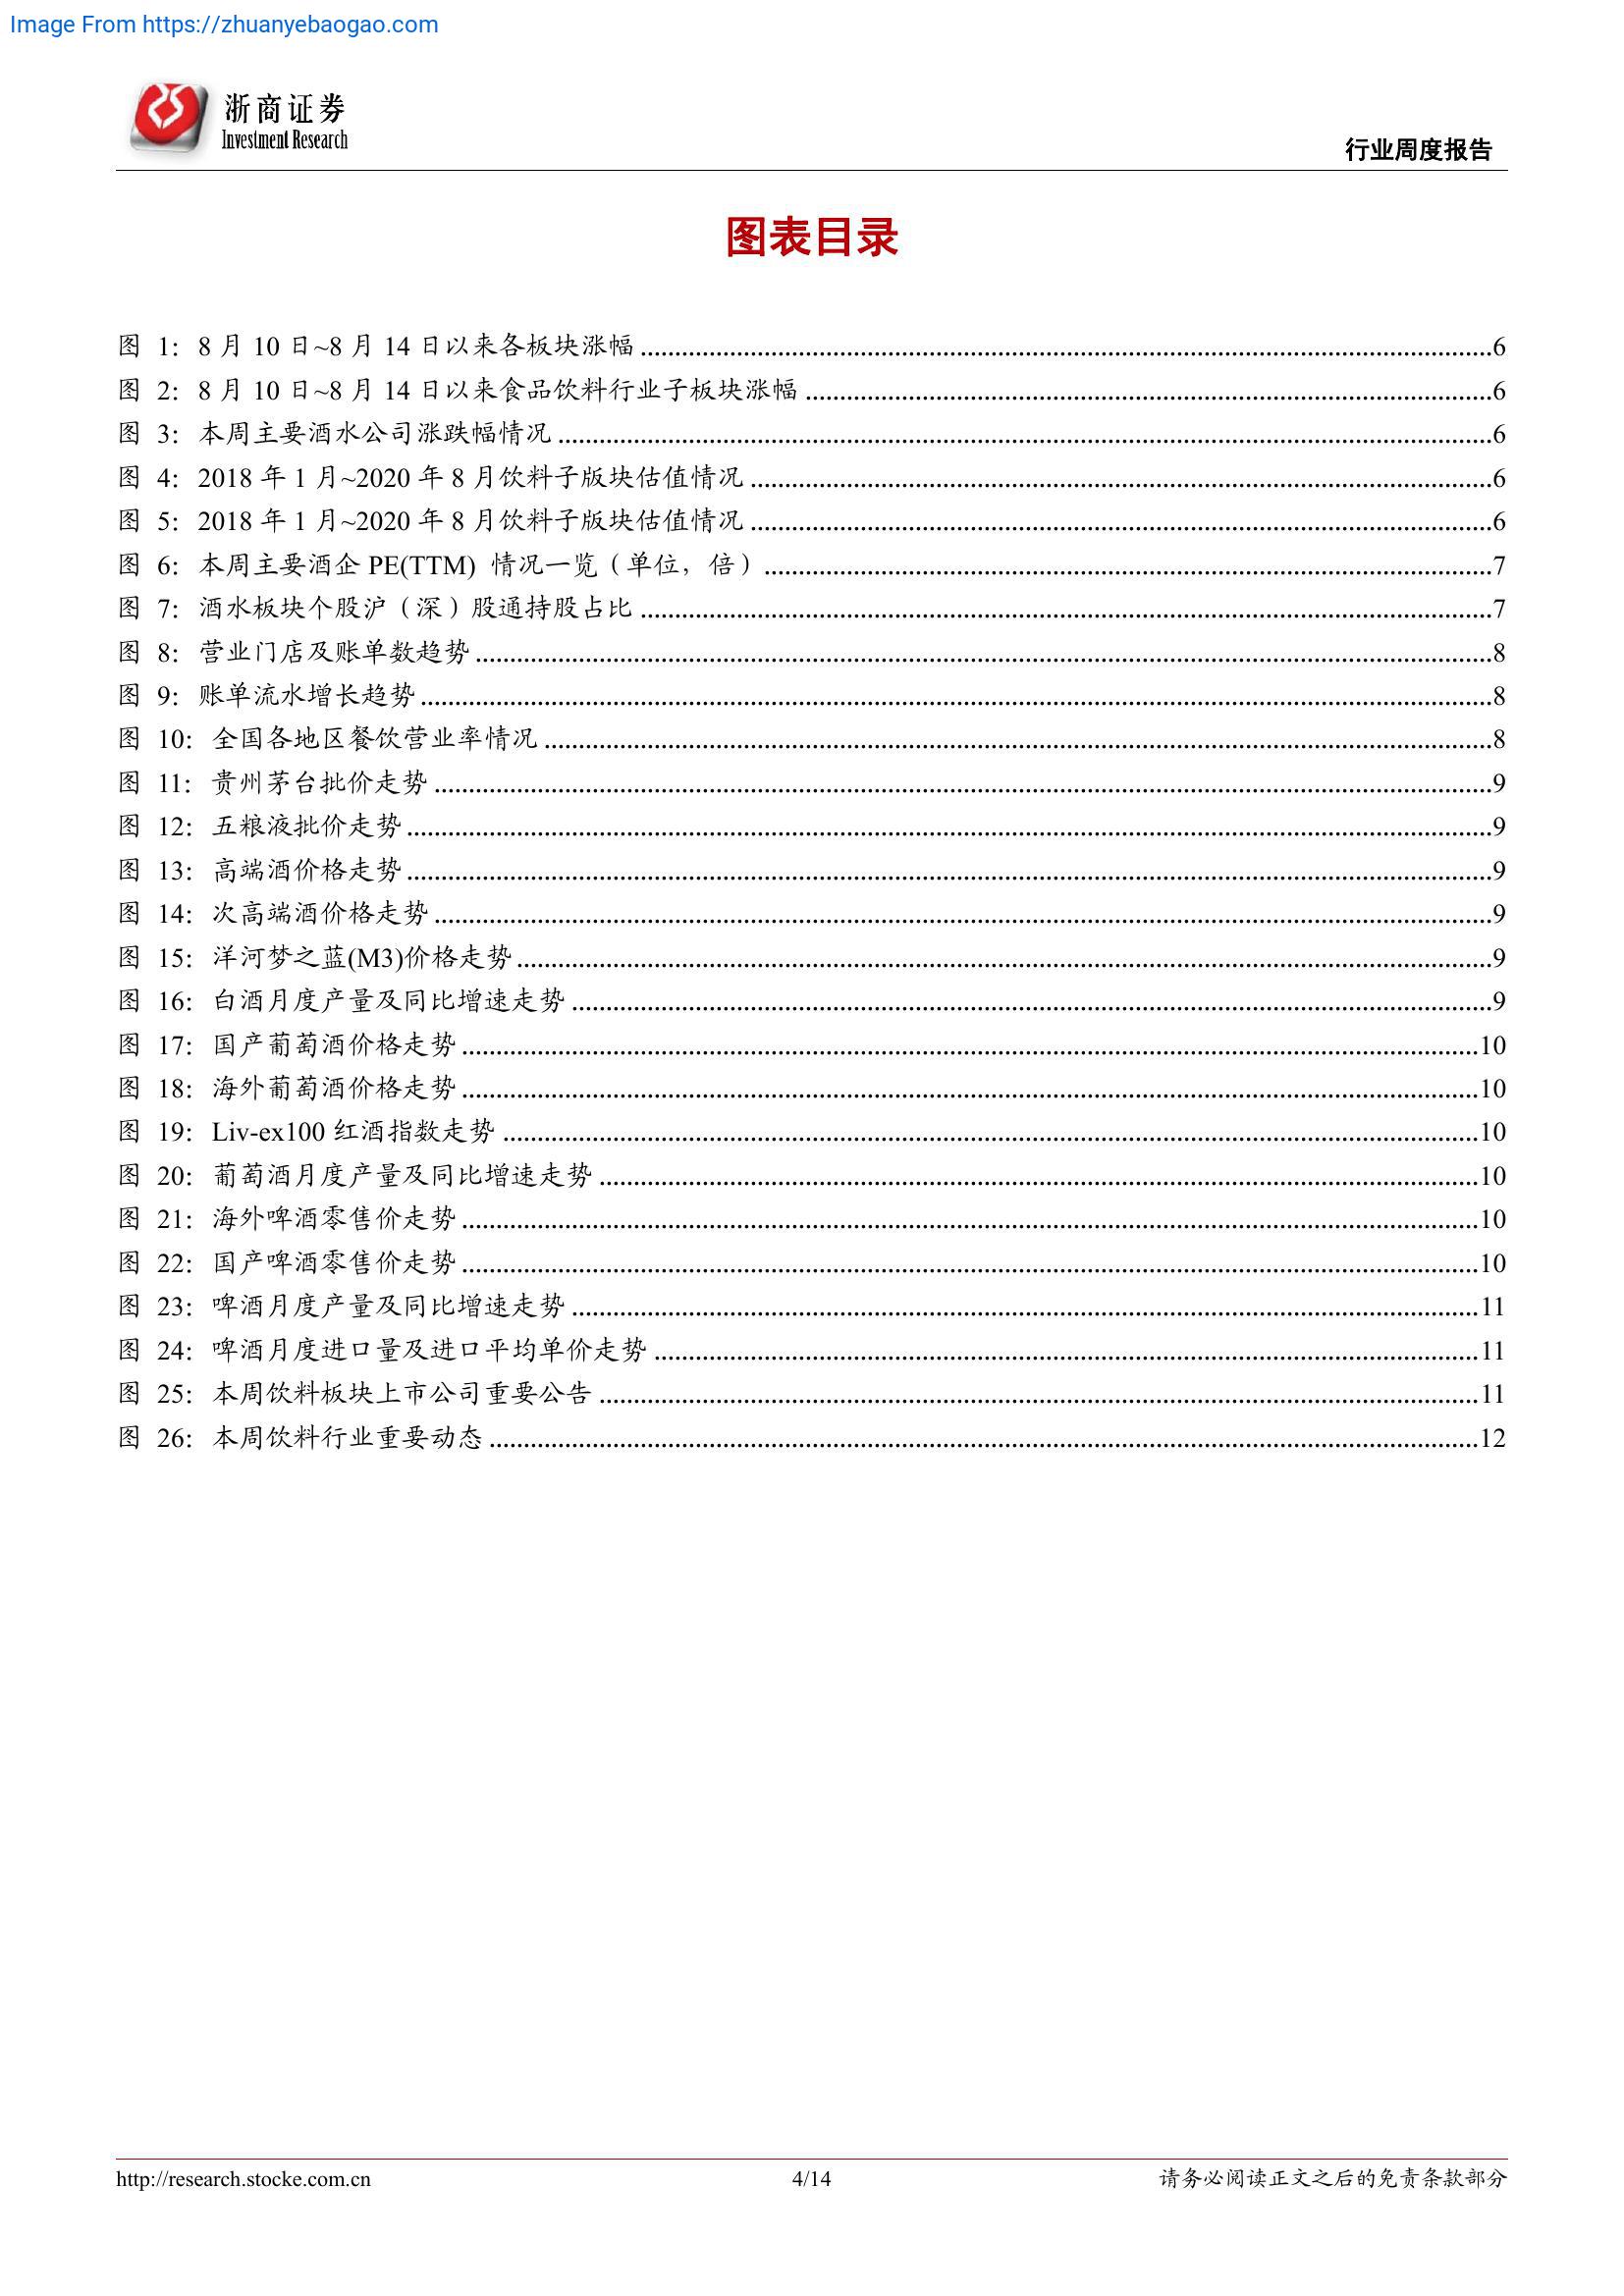 Image From https://zhuanyebaogao.com
浙商证券
Investment Research
行业周度报告
图表目录
图 1：8 月 10 日~8 月 14 日以来各板块涨幅 ........................................ 6
图 2：8 月 10 日~8 月 14 日以来食品饮料行业子板块涨幅 ........................................ 6
图 3：本周主要酒水公司涨跌幅情况 ........................................ 6
图 4：2018 年 1 月~2020 年 8 月饮料子版块估值情况 ........................................ 6
图 5：2018 年 1 月~2020 年 8 月饮料子版块估值情况 ........................................ 6
图 6：本周主要酒企 PE(TTM) 情况一览（单位，倍） ........................................ 7
图 7：酒水板块个股沪（深）股通持股占比 ........................................ 7
图 8：营业门店及账单数趋势 ........................................ 8
图 9：账单流水增长趋势 ........................................ 8
图 10：全国各地区餐饮营业率情况 ........................................ 8
图 11：贵州茅台批价走势 ........................................ 9
图 12：五粮液批价走势 ........................................ 9
图 13：高端酒价格走势 ........................................ 9
图 14：次高端酒价格走势 ........................................ 9
图 15：洋河梦之蓝(M3)价格走势 ........................................ 9
图 16：白酒月度产量及同比增速走势 ........................................ 9
图 17：国产葡萄酒价格走势 ........................................ 10
图 18：海外葡萄酒价格走势 ........................................ 10
图 19：Liv-ex100 红酒指数走势 ........................................ 10
图 20：葡萄酒月度产量及同比增速走势 ........................................ 10
图 21：海外啤酒零售价走势 ........................................ 10
图 22：国产啤酒零售价走势 ........................................ 10
图 23：啤酒月度产量及同比增速走势 ........................................ 11
图 24：啤酒月度进口量及进口平均单价走势 ........................................ 11
图 25：本周饮料板块上市公司重要公告 ........................................ 11
图 26：本周饮料行业重要动态 ........................................ 12
http://research.stocke.com.cn
4/14
请务必阅读正文之后的免责条款部分